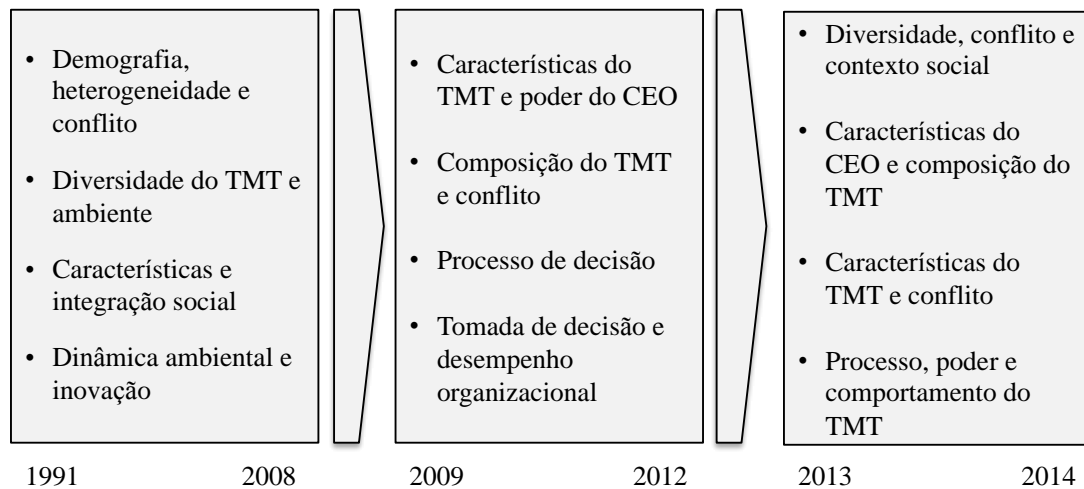 • Demografia,
heterogeneidade e
conflito
• Diversidade do TMT e
ambiente
• Características e
integração social
• Dinâmica ambiental e
inovação
• Características do
TMT e poder do CEO
• Composição do TMT
e conflito
• Processo de decisão
• Tomada de decisão e
desempenho
organizacional
• Diversidade, conflito e
contexto social
• Características do
CEO e composição do
TMT
• Características do
TMT e conflito
• Processo, poder e
comportamento do
TMT
1991 2008 2009 2012 2013 2014